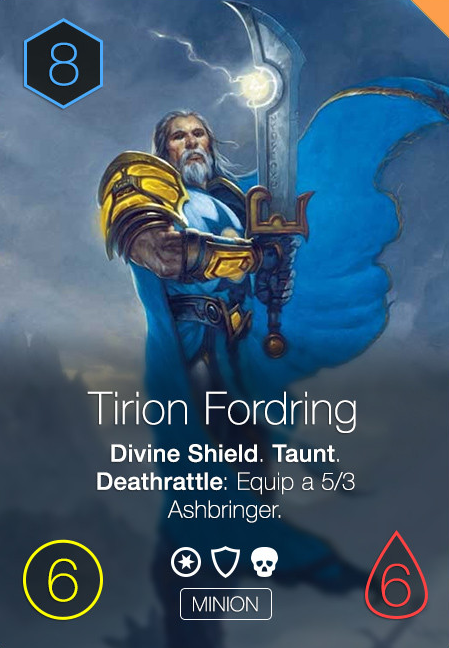 8
Tirion Fordring
Divine Shield. Taunt.
Deathrattle: Equip a 5/3
Ashbringer.
6
6
MINION